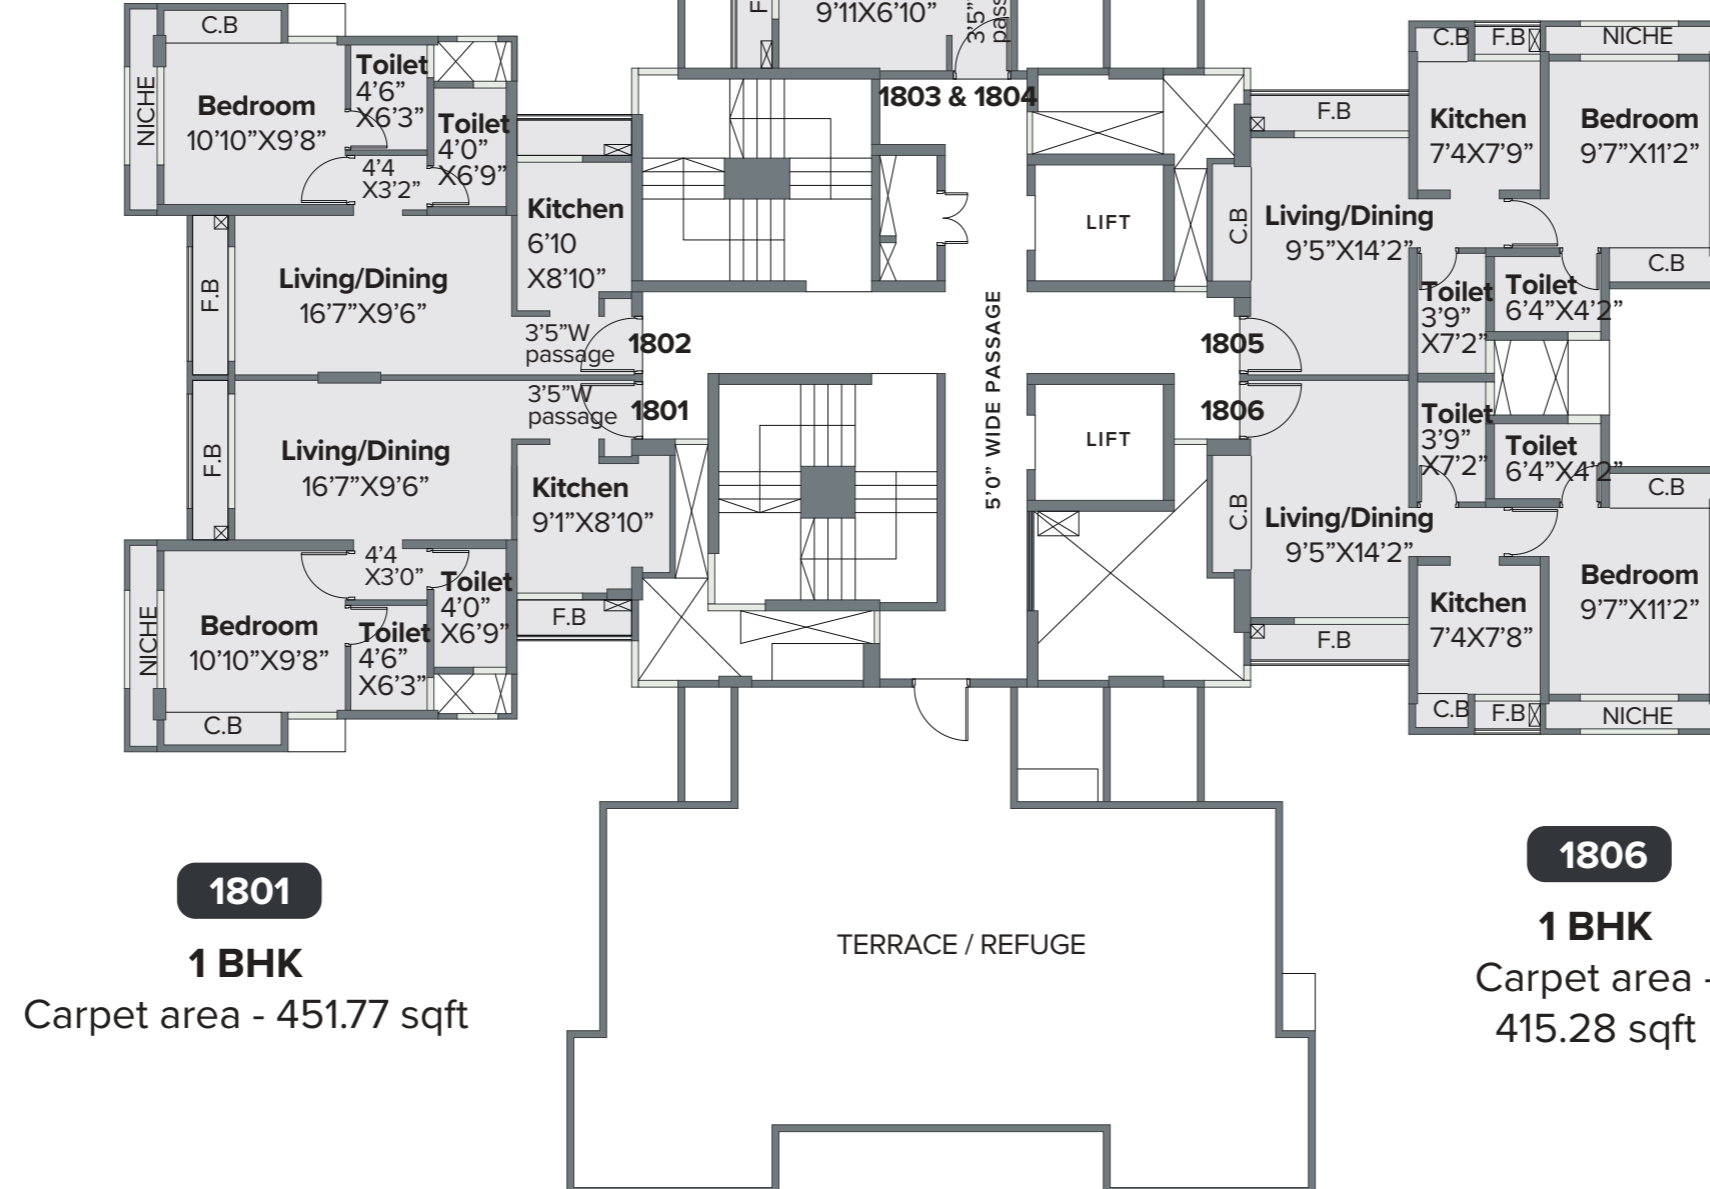 C.B
NICHE
Bedroom
10'10”X9'8”
Toilet
4'6”
X6'3”
Toilet
4'0”
X6'9”
4'4
X3'2”
Kitchen
6'10
X8'10”
F.B
Living/Dining
16'7”X9'6”
3'5”W
passage
1802
9'11X6'10”
3'5”
1803 & 1804
LIFT
5'0” WIDE PASSAGE
1805
F.B
C.B
Living/Dining
9'5”X14'2”
C.B
F.B
NICHE
Kitchen
7'4X7'9”
Bedroom
9'7”X11'2”
C.B
Toilet
3'9”
X7'2”
Toilet
6'4”X4'2”
3'5”W
passage
1801
F.B
Living/Dining
16'7”X9'6”
Kitchen
9'1”X8'10”
4'4
X3'0”
Toilet
4'0”
X6'9”
F.B
NICHE
Bedroom
10'10”X9'8”
Toilet
4'6”
X6'3”
C.B
LIFT
1806
C.B
Living/Dining
9'5”X14'2”
F.B
Toilet
3'9”
X7'2”
Toilet
6'4”X4'2”
C.B
Kitchen
7'4X7'8”
Bedroom
9'7”X11'2”
C.B
F.B
NICHE
TERRACE / REFUGE
1801
1 BHK
Carpet area - 451.77 sqft
1806
1 BHK
Carpet area -
415.28 sqft